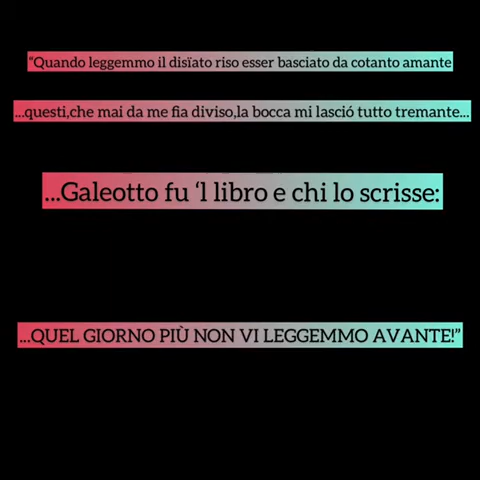 “Quando leggemmo il disïato riso esser basciato da cotanto amante
...questi,che mai da me fia diviso,la bocca mi lasció tutto tremante...
...Galeotto fu ‘l libro e chi lo scrisse:
...QUEL GIORNO PIÙ NON VI LEGGEMMO AVANTE!”